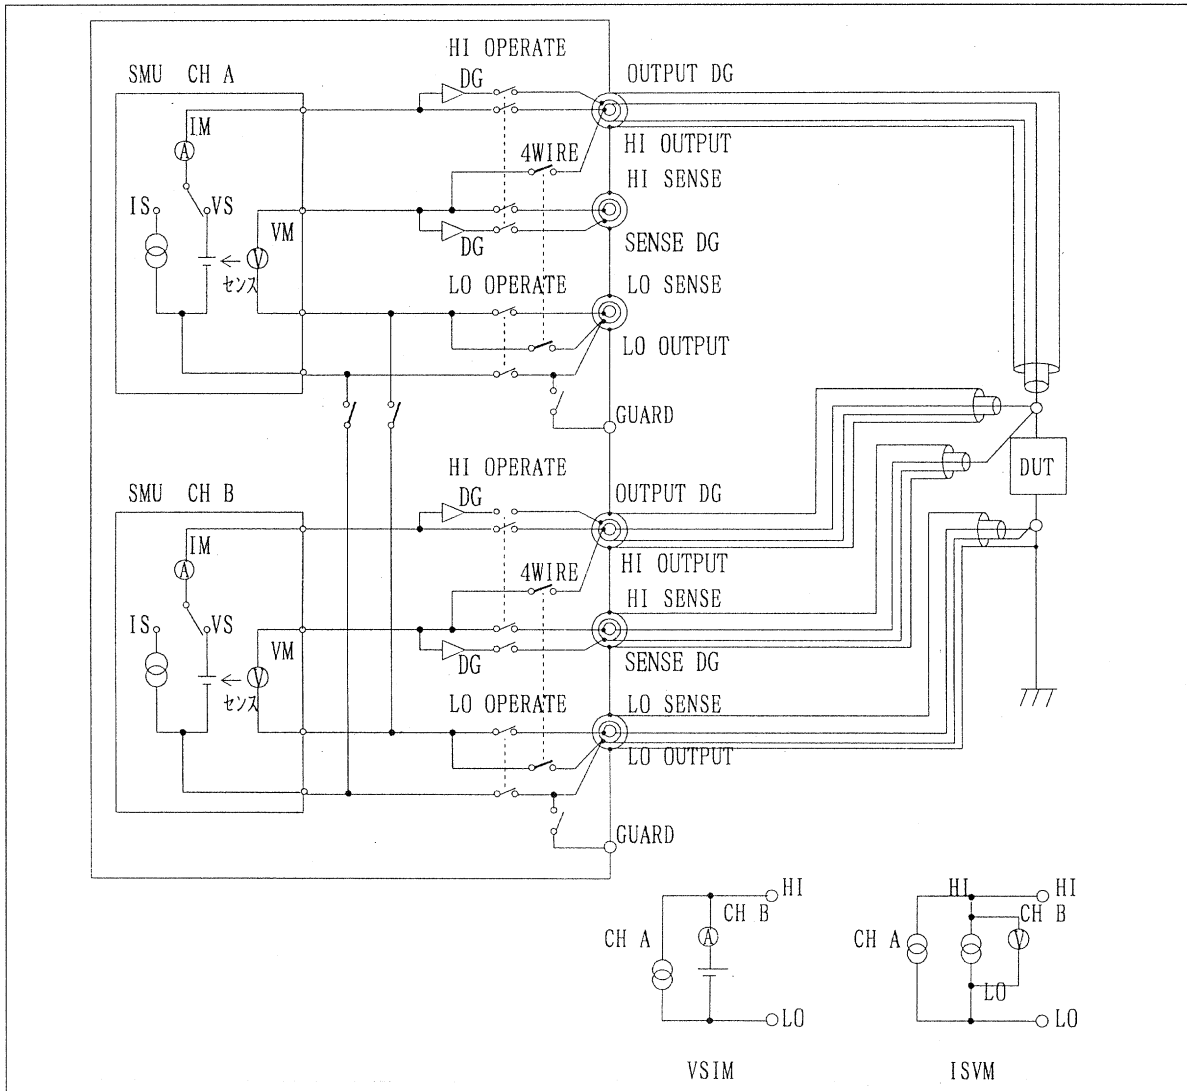 HI OPERATE
SMU CH A
DG
OUTPUT DG
IM
A
HI OUTPUT
4WIRE
HI SENSE
IS
VS
VM
V
DG
SENSE DG
センス
LO OPERATE
LO SENSE
LO OUTPUT
GUARD
DUT
HI OPERATE
SMU CH B
DG
OUTPUT DG
IM
A
HI OUTPUT
4WIRE
HI SENSE
IS
VS
VM
V
DG
SENSE DG
センス
LO OPERATE
LO SENSE
LO OUTPUT
GUARD
HI
CH B
CH A
A
LO
VSIM
HI
HI
CH B
CH A
V
LO
LO
ISVM